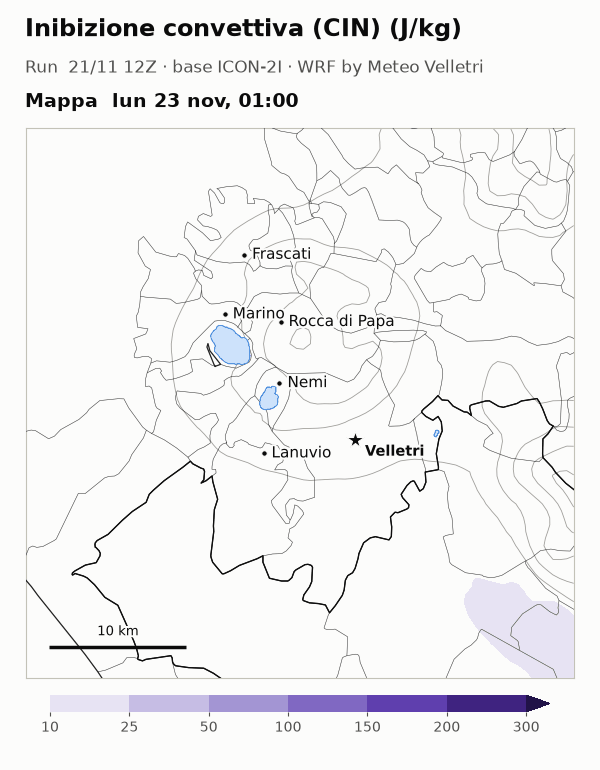 Inibizione convettiva (CIN) (J/kg)
Run  21/11 12Z · base ICON-2I · WRF by Meteo Velletri
Mappa  lun 23 nov, 01:00
Frascati
Marino
Rocca di Papa
Nemi
Velletri
Lanuvio
10 km
10 25 50 100 150 200 300